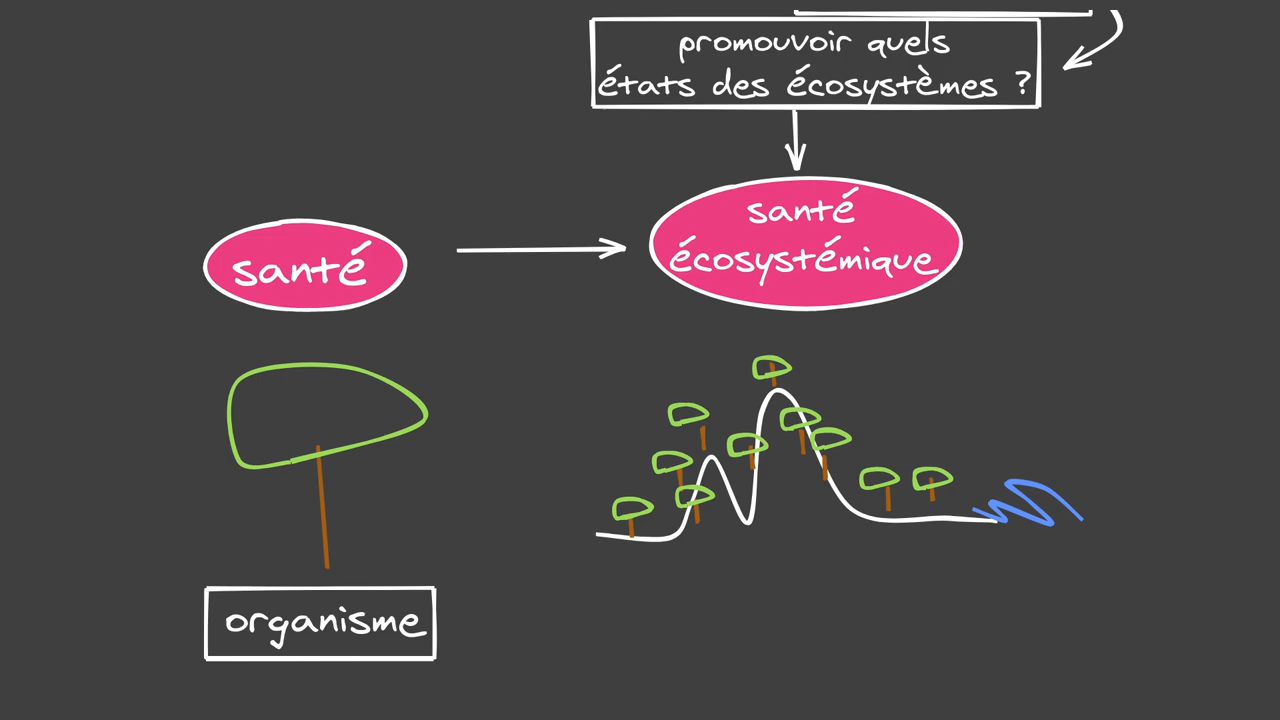 promouvoir quels
états des écosystèmes ?
santé
santé
écosystémique
organisme